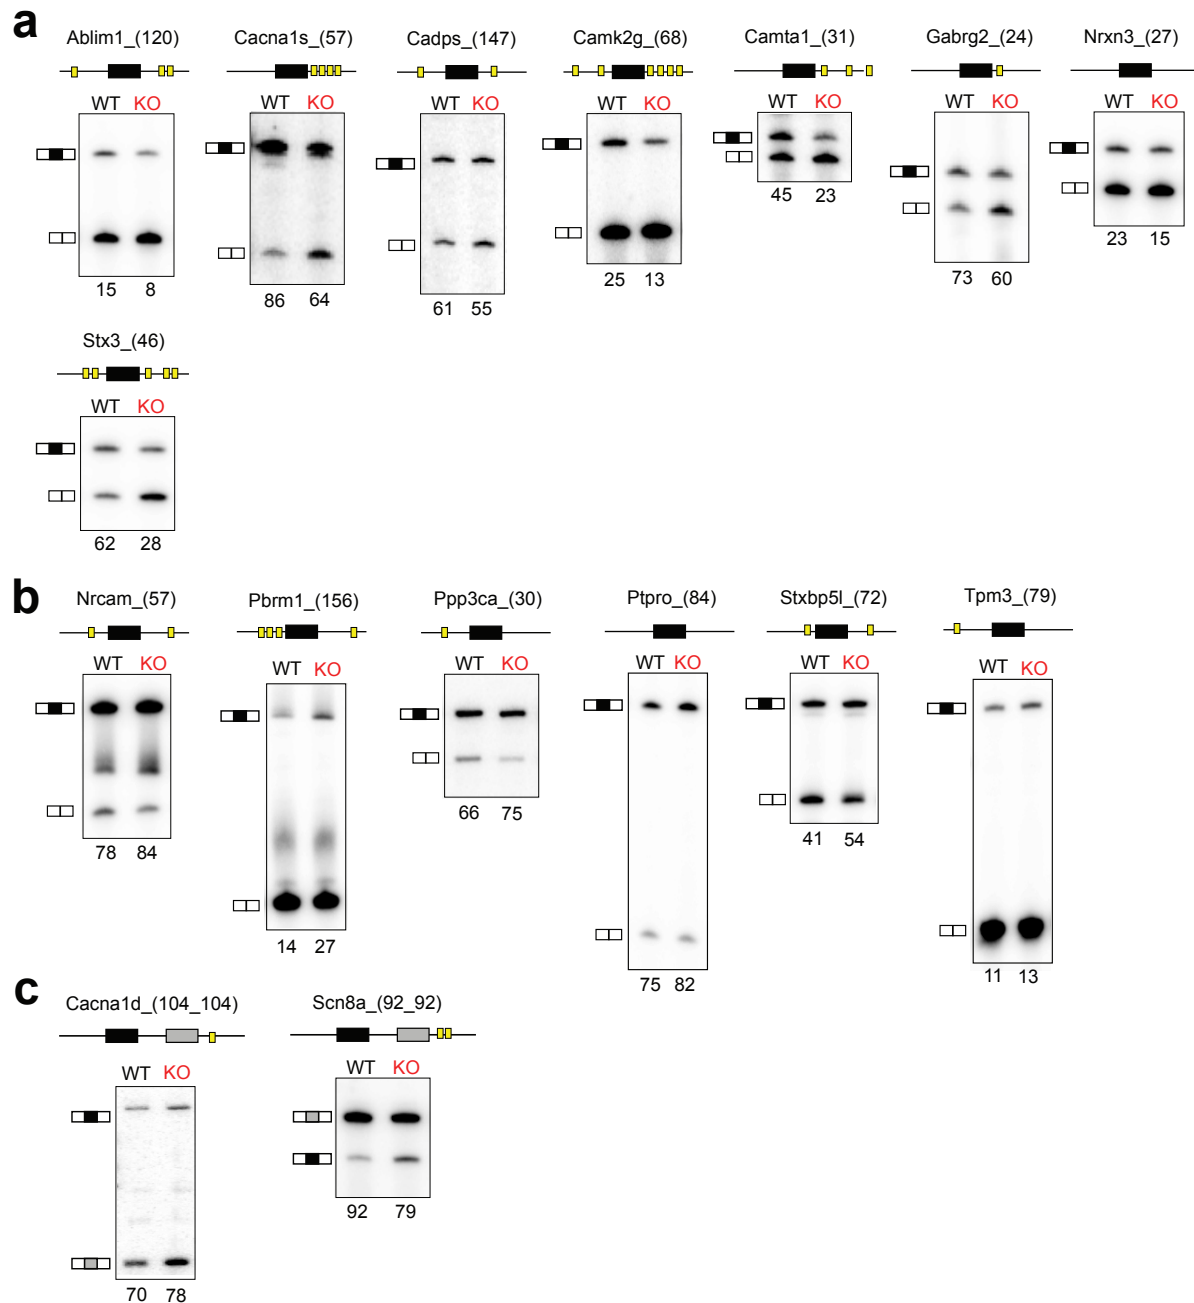 a
Ablim1_(120) Cacna1s_(57) Cadps_(147) Camk2g_(68) Camta1_(31) Gabrg2_(24) Nrxn3_(27)
WT KO WT KO WT KO WT KO WT KO WT KO WT KO
15 8 86 64 61 55 25 13 45 23 73 60 23 15
Stx3_(46)
WT KO
62 28
b
Nrcam_(57) Pbrm1_(156) Ppp3ca_(30) Ptpro_(84) Stxbp5l_(72) Tpm3_(79)
WT KO WT KO WT KO WT KO WT KO WT KO
78 84 14 27 66 75 75 82 41 54 11 13
c
Cacna1d_(104_104) Scn8a_(92_92)
WT KO WT KO
70 78 92 79